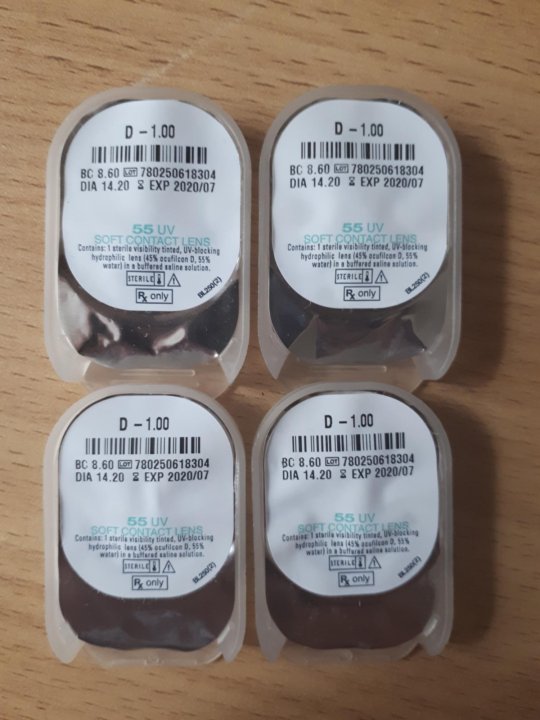 D - 1.00
BC 8.60 LOT 780250618304
DIA 14.20 EXP 2020/07
55 UV
SOFT CONTACT LENS
Contains: 1 sterile visibility tinted, UV-blocking
hydrophilic lens (45% ocufilcon D, 55%
water) in a buffered saline solution.
STERILE
Rx only
BL250(2)
D - 1.00
BC 8.60 LOT 780250618304
DIA 14.20 EXP 2020/07
55 UV
SOFT CONTACT LENS
Contains: 1 sterile visibility tinted, UV-blocking
hydrophilic lens (45% ocufilcon D, 55%
water) in a buffered saline solution.
STERILE
Rx only
BL250(2)
D - 1.00
BC 8.60 LOT 780250618304
DIA 14.20 EXP 2020/07
55 UV
SOFT CONTACT LENS
Contains: 1 sterile visibility tinted, UV-blocking
hydrophilic lens (45% ocufilcon D, 55%
water) in a buffered saline solution.
STERILE
Rx only
BL250(2)
D - 1.00
BC 8.60 LOT 780250618304
DIA 14.20 EXP 2020/07
55 UV
SOFT CONTACT LENS
Contains: 1 sterile visibility tinted, UV-blocking
hydrophilic lens (45% ocufilcon D, 55%
water) in a buffered saline solution.
STERILE
Rx only
BL250(2)